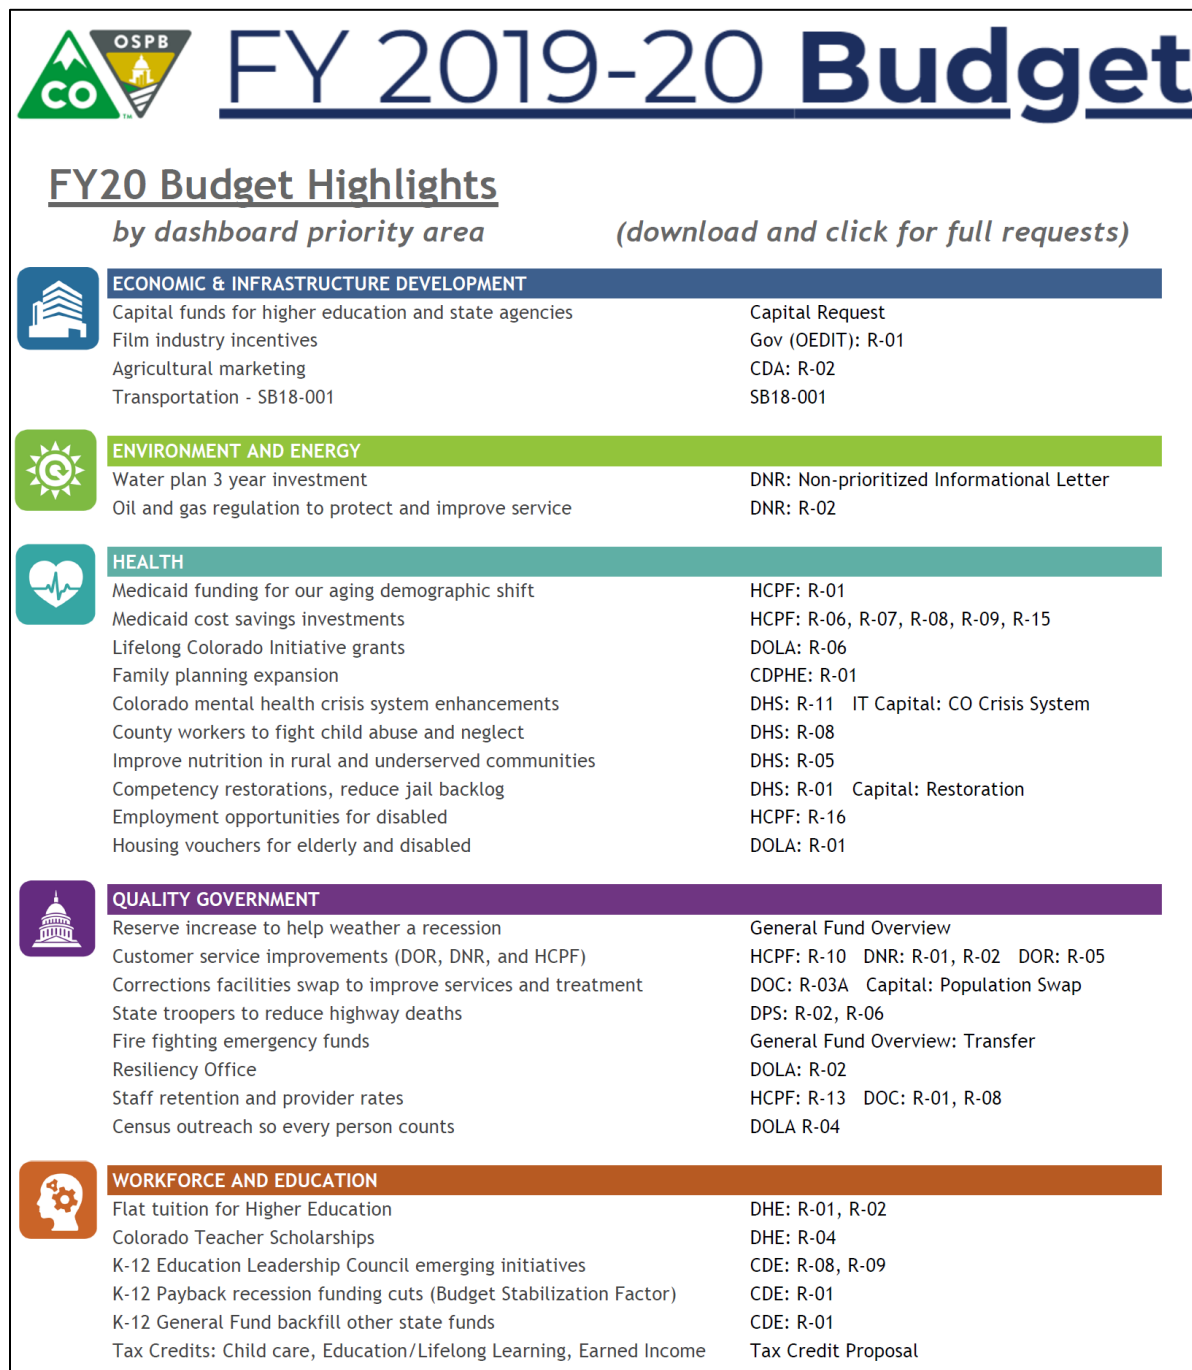 CO
TM
OSPB
FY 2019-20 Budget
FY20 Budget Highlights
by dashboard priority area (download and click for full requests)
ECONOMIC & INFRASTRUCTURE DEVELOPMENT
Capital funds for higher education and state agencies Capital Request
Film industry incentives Gov (OEDIT): R-01
Agricultural marketing CDA: R-02
Transportation - SB18-001 SB18-001
ENVIRONMENT AND ENERGY
Water plan 3 year investment DNR: Non-prioritized Informational Letter
Oil and gas regulation to protect and improve service DNR: R-02
HEALTH
Medicaid funding for our aging demographic shift HCPF: R-01
Medicaid cost savings investments HCPF: R-06, R-07, R-08, R-09, R-15
Lifelong Colorado Initiative grants DOLA: R-06
Family planning expansion CDPHE: R-01
Colorado mental health crisis system enhancements DHS: R-11 IT Capital: CO Crisis System
County workers to fight child abuse and neglect DHS: R-08
Improve nutrition in rural and underserved communities DHS: R-05
Competency restorations, reduce jail backlog DHS: R-01 Capital: Restoration
Employment opportunities for disabled HCPF: R-16
Housing vouchers for elderly and disabled DOLA: R-01
QUALITY GOVERNMENT
Reserve increase to help weather a recession General Fund Overview
Customer service improvements (DOR, DNR, and HCPF) HCPF: R-10 DNR: R-01, R-02 DOR: R-05
Corrections facilities swap to improve services and treatment DOC: R-03A Capital: Population Swap
State troopers to reduce highway deaths DPS: R-02, R-06
Fire fighting emergency funds General Fund Overview: Transfer
Resiliency Office DOLA: R-02
Staff retention and provider rates HCPF: R-13 DOC: R-01, R-08
Census outreach so every person counts DOLA R-04
WORKFORCE AND EDUCATION
Flat tuition for Higher Education DHE: R-01, R-02
Colorado Teacher Scholarships DHE: R-04
K-12 Education Leadership Council emerging initiatives CDE: R-08, R-09
K-12 Payback recession funding cuts (Budget Stabilization Factor) CDE: R-01
K-12 General Fund backfill other state funds CDE: R-01
Tax Credits: Child care, Education/Lifelong Learning, Earned Income Tax Credit Proposal